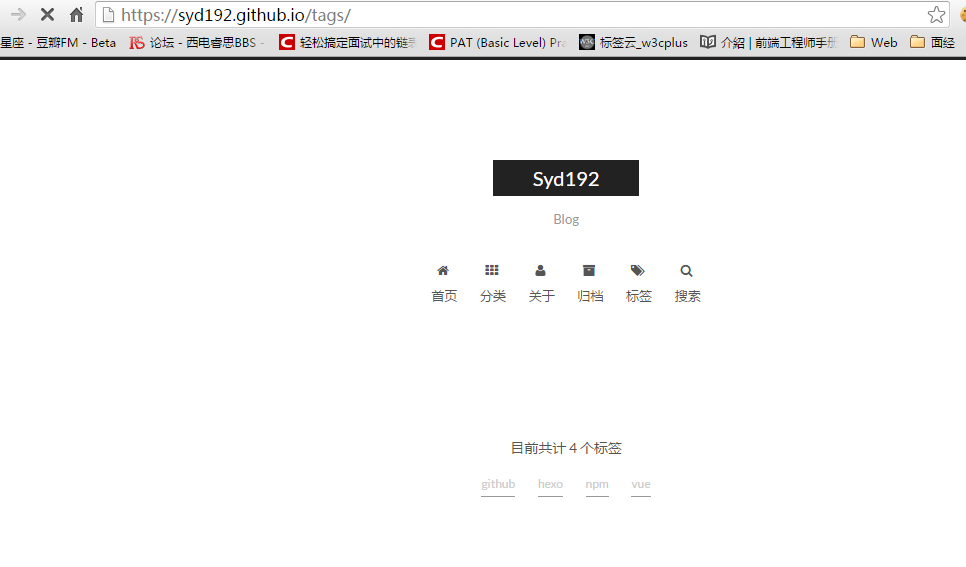 https://syd192.github.io/tags/
星座 - 豆瓣FM - Beta RS 论坛 - 西电睿思BBS - C 轻松搞定面试中的链表 C PAT (Basic Level) Pra W3C 标签云_w3cplus 介紹 | 前端工程师手册 Web 面经
Syd192
Blog
首页 分类 关于 归档 标签 搜索
目前共计 4 个标签
github hexo npm vue